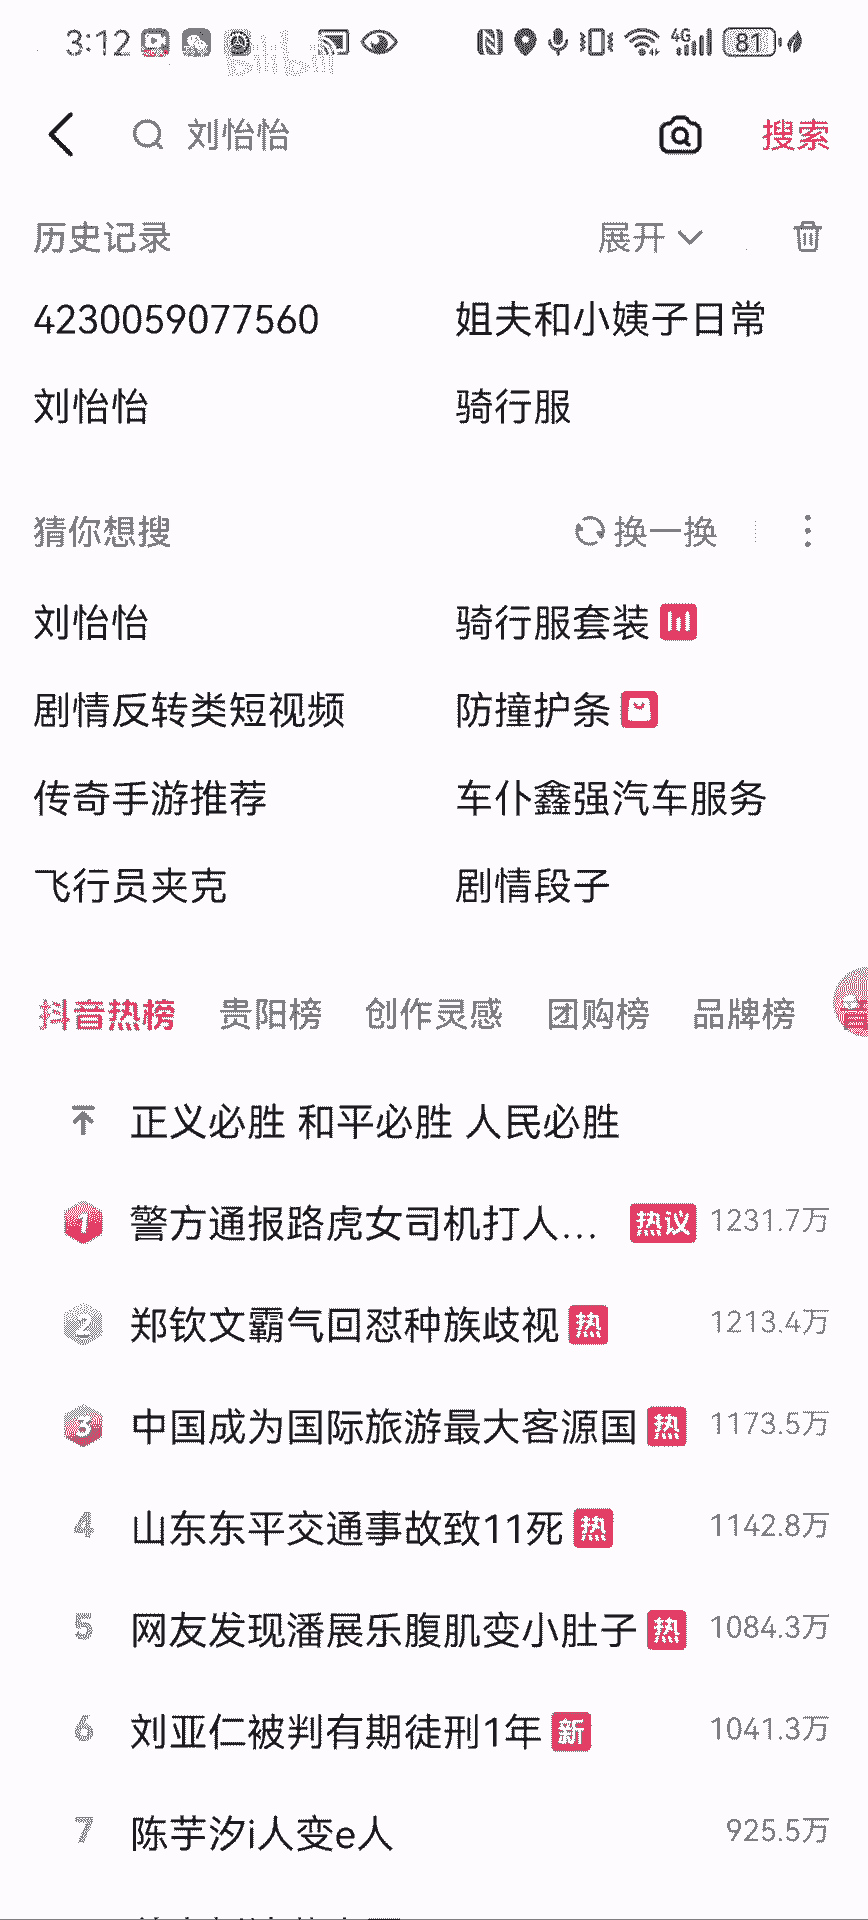 3:12
bilibili
4G
81
刘怡怡
搜索
历史记录
展开
4230059077560
姐夫和小姨子日常
刘怡怡
骑行服
猜你想搜
换一换
刘怡怡
骑行服套装
剧情反转类短视频
防撞护条
传奇手游推荐
车仆鑫强汽车服务
飞行员夹克
剧情段子
抖音热榜 贵阳榜 创作灵感 团购榜 品牌榜
正义必胜 和平必胜 人民必胜
1 警方通报路虎女司机打人... 热议 1231.7万
2 郑钦文霸气回怼种族歧视 热 1213.4万
3 中国成为国际旅游最大客源国 热 1173.5万
4 山东东平交通事故致11死 热 1142.8万
5 网友发现潘展乐腹肌变小肚子 热 1084.3万
6 刘亚仁被判有期徒刑1年 新 1041.3万
7 陈芋汐i人变e人 925.5万